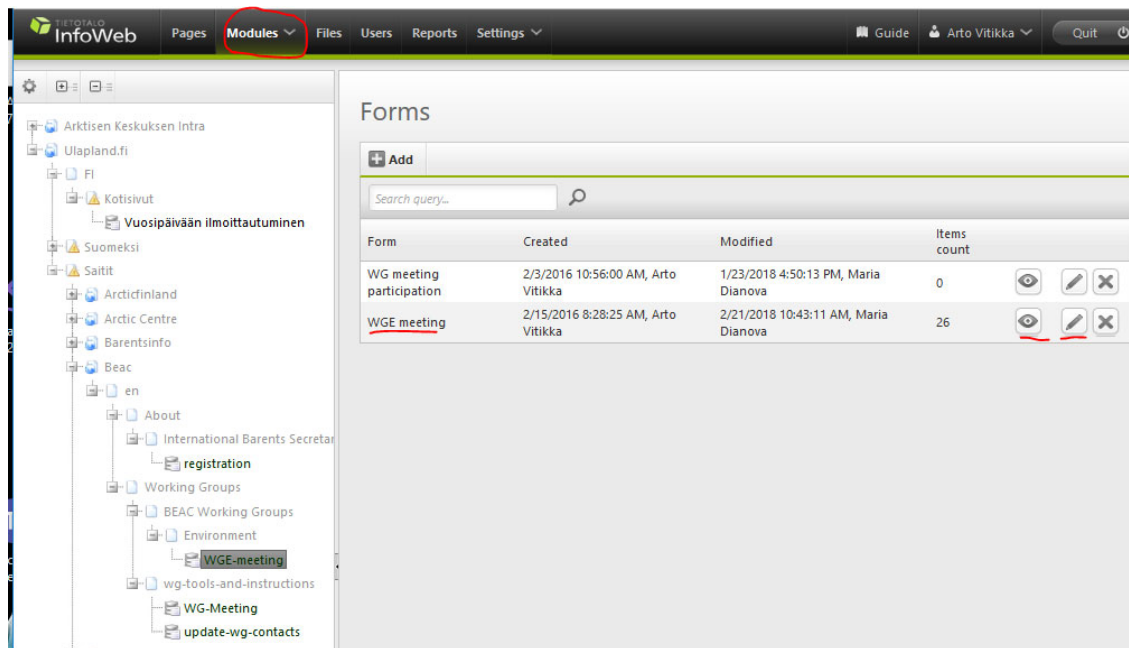 TIETOTALO
InfoWeb Pages Modules Files Users Reports Settings Guide Arto Vitikka Quit
Arktisen Keskuksen Intra
Ulapland.fi
FI
Kotisivut
Vuosipäivään ilmoittautuminen
Suomeksi
Saitit
Arcticfinland
Arctic Centre
Barentsinfo
Beac
en
About
International Barents Secretar
registration
Working Groups
BEAC Working Groups
Environment
WGE-meeting
wg-tools-and-instructions
WG-Meeting
update-wg-contacts
Forms
Add
Search query...
Form Created Modified Items count
WG meeting participation 2/3/2016 10:56:00 AM, Arto Vitikka 1/23/2018 4:50:13 PM, Maria Dianova 0
WGE meeting 2/15/2016 8:28:25 AM, Arto Vitikka 2/21/2018 10:43:11 AM, Maria Dianova 26